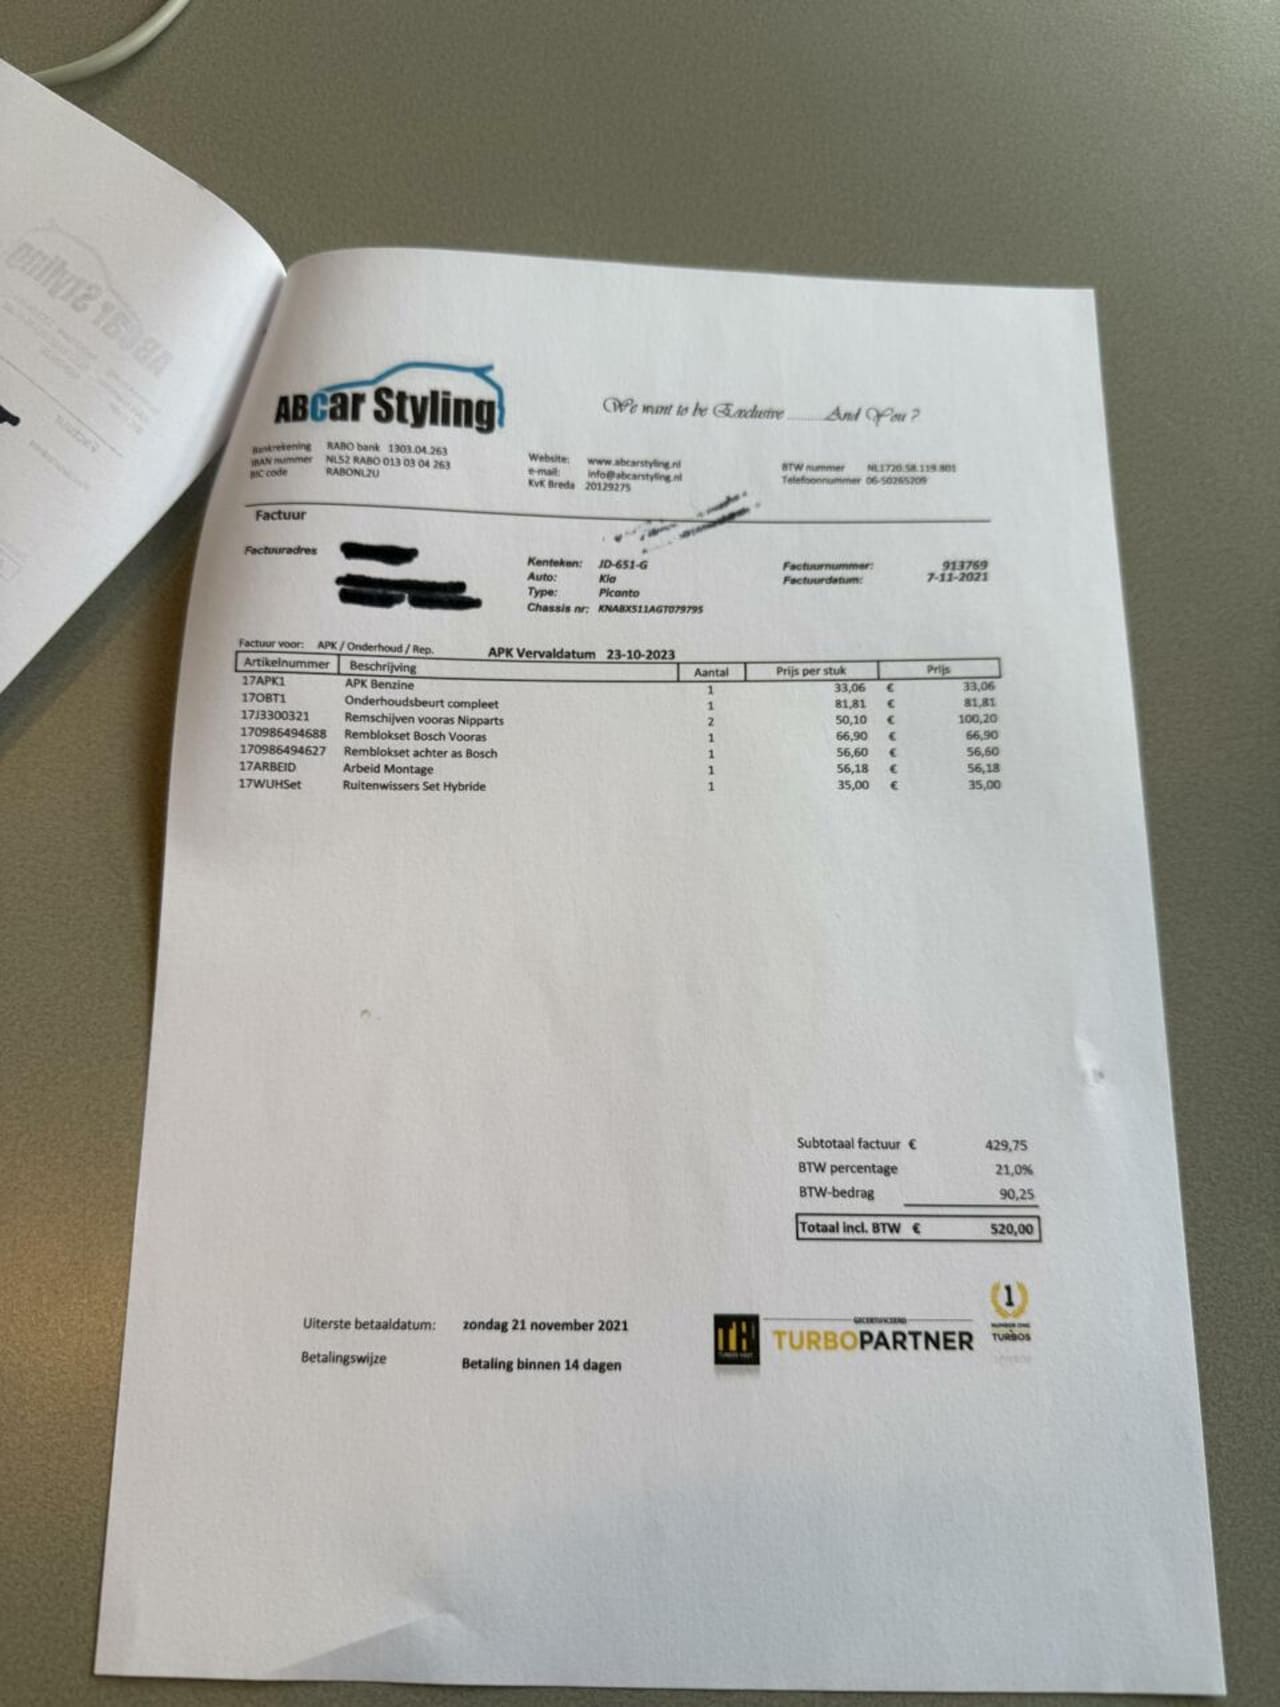 ABcar Styling
We want to be Exclusive ........And You ?
Bankrekening RABO bank 1303.04.263
IBAN nummer NL52 RABO 013 03 04 263
BIC code RABONL2U
Website: www.abcarstyling.nl
e-mail: info@abcarstyling.nl
KvK Breda 20129275
BTW nummer NL1720.58.119.B01
Telefoonnummer 06-50265209
Factuur
Factuuradres
Kenteken: JD-651-G
Auto: Kia
Type: Picanto
Chassis nr: KNABX511AGT079795
Factuurnummer: 913769
Factuurdatum: 7-11-2021
Factuur voor: APK / Onderhoud / Rep. APK Vervaldatum 23-10-2023
Artikelnummer Beschrijving Aantal Prijs per stuk Prijs
17APK1 APK Benzine 1 33,06 € 33,06
17OBT1 Onderhoudsbeurt compleet 1 81,81 € 81,81
17J3300321 Remschijven vooras Nipparts 2 50,10 € 100,20
170986494688 Remblokset Bosch Vooras 1 66,90 € 66,90
170986494627 Remblokset achter as Bosch 1 56,60 € 56,60
17ARBEID Arbeid Montage 1 56,18 € 56,18
17WUHSet Ruitenwissers Set Hybride 1 35,00 € 35,00
Subtotaal factuur € 429,75
BTW percentage 21,0%
BTW-bedrag 90,25
Totaal incl. BTW € 520,00
Uiterste betaaldatum: zondag 21 november 2021
Betalingswijze Betaling binnen 14 dagen
GECERTIFICEERD
TURBOPARTNER
1
NUMBER ONE
TURBOS